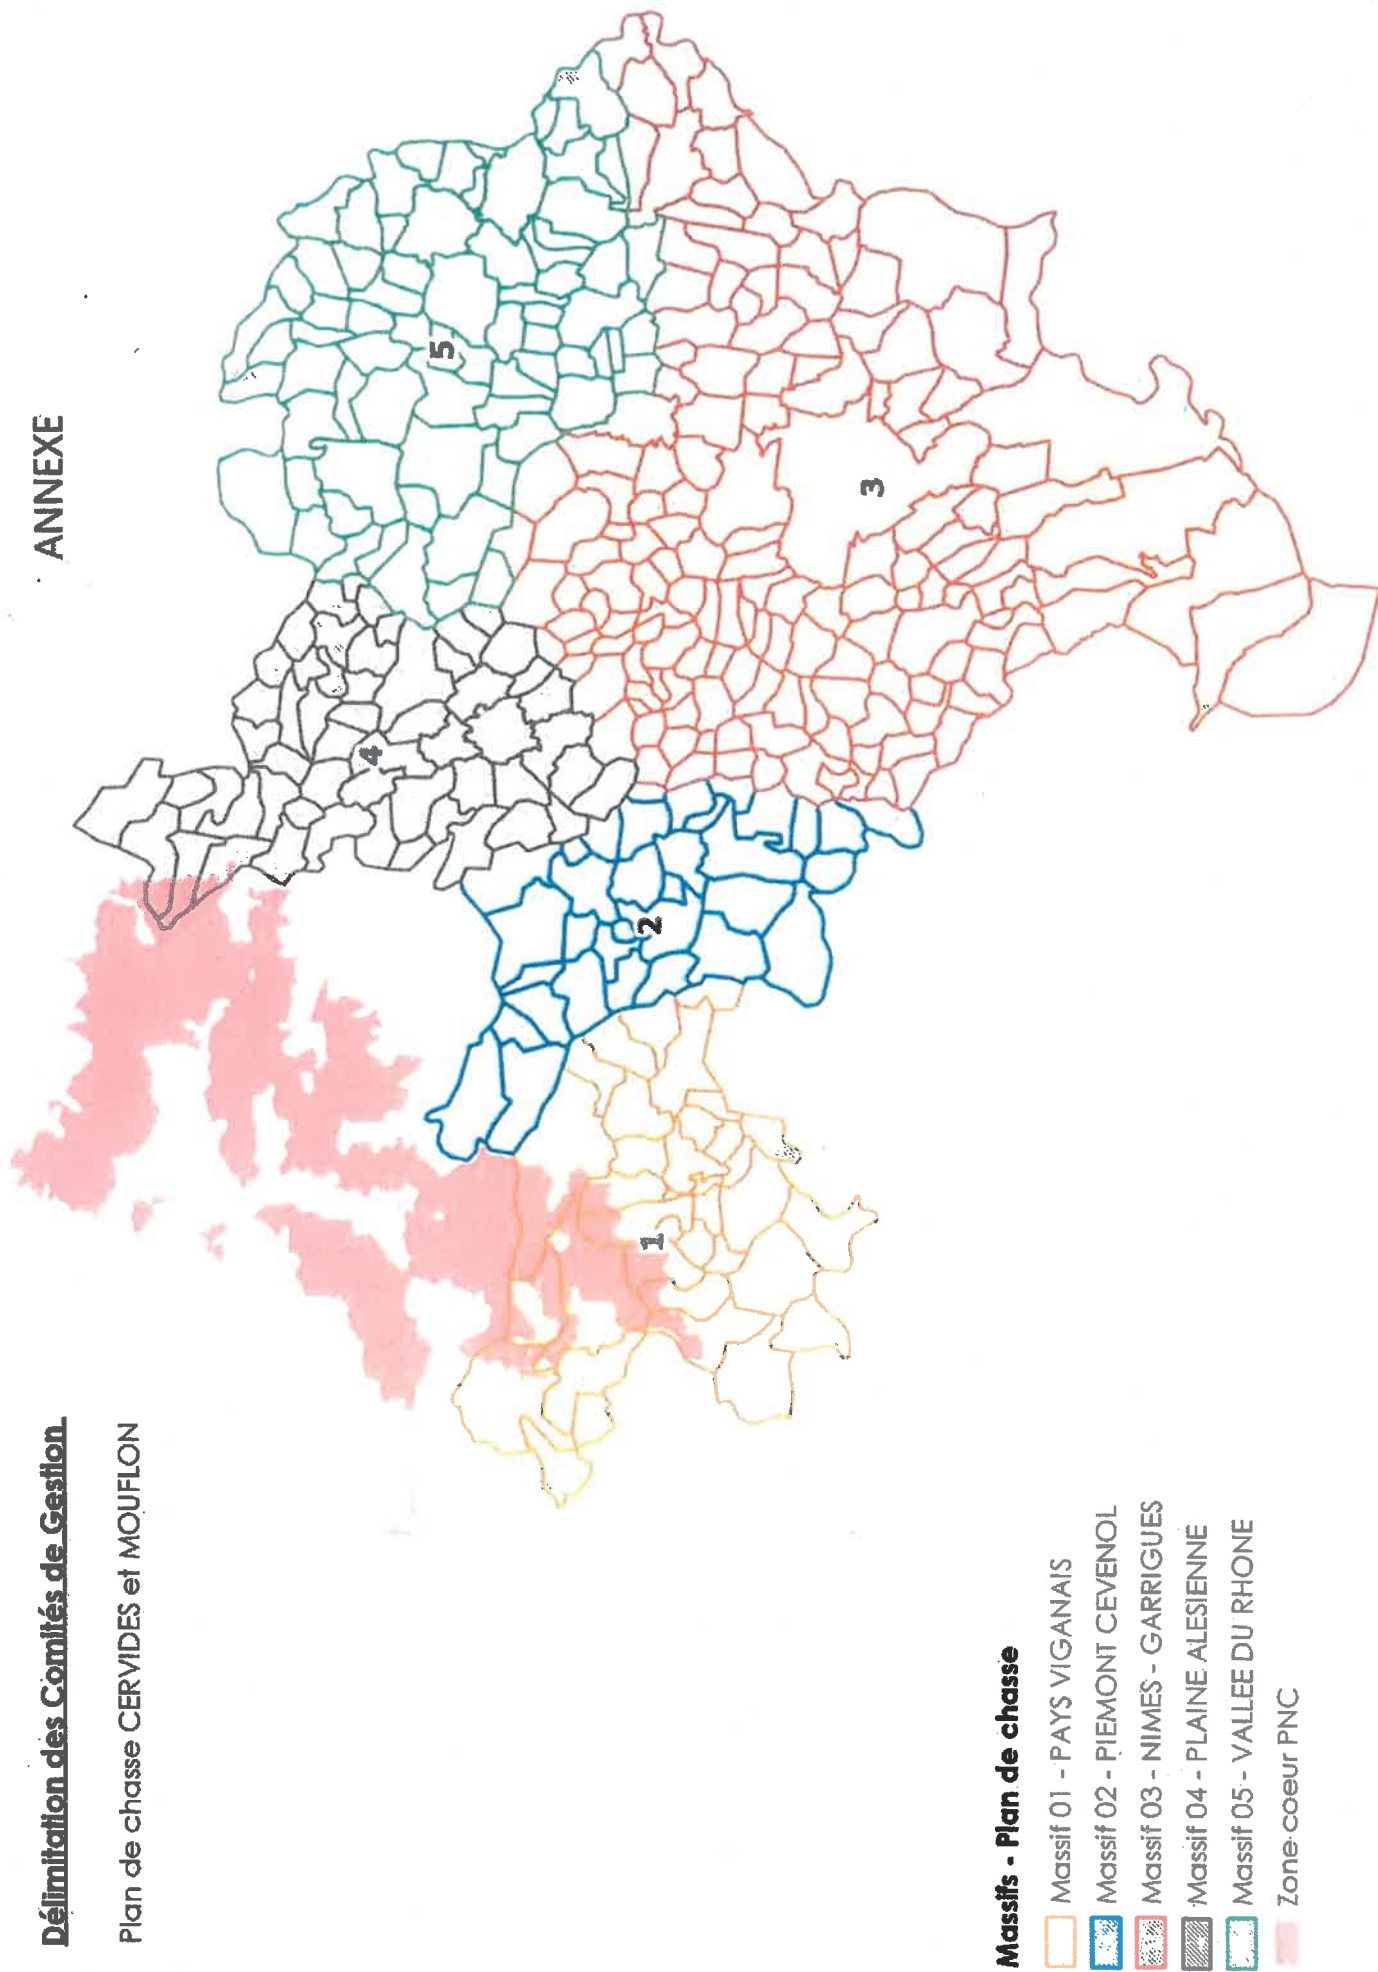 ANNEXE
Délimitation des Comités de Gestion
Plan de chasse CERVIDES et MOUFLON
5
4
3
2
1
Massifs - Plan de chasse
Massif 01 - PAYS VIGANAIS
Massif 02 - PIEMONT CEVENOL
Massif 03 - NIMES - GARRIGUES
Massif 04 - PLAINE ALESIENNE
Massif 05 - VALLEE DU RHONE
Zone coeur PNC